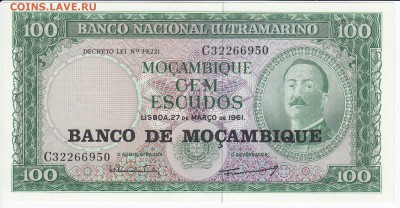 COINS.LAVE.RU
100 BANCO NACIONAL ULTRAMARINO 100
DECRETO LEI Nº 39221
C32266950
MOÇAMBIQUE
CEM
ESCUDOS
LISBOA, 27 DE MARÇO DE 1961.
BANCO DE MOÇAMBIQUE
C32266950
O ADMINISTRADOR
O GOVERNADOR
100 100